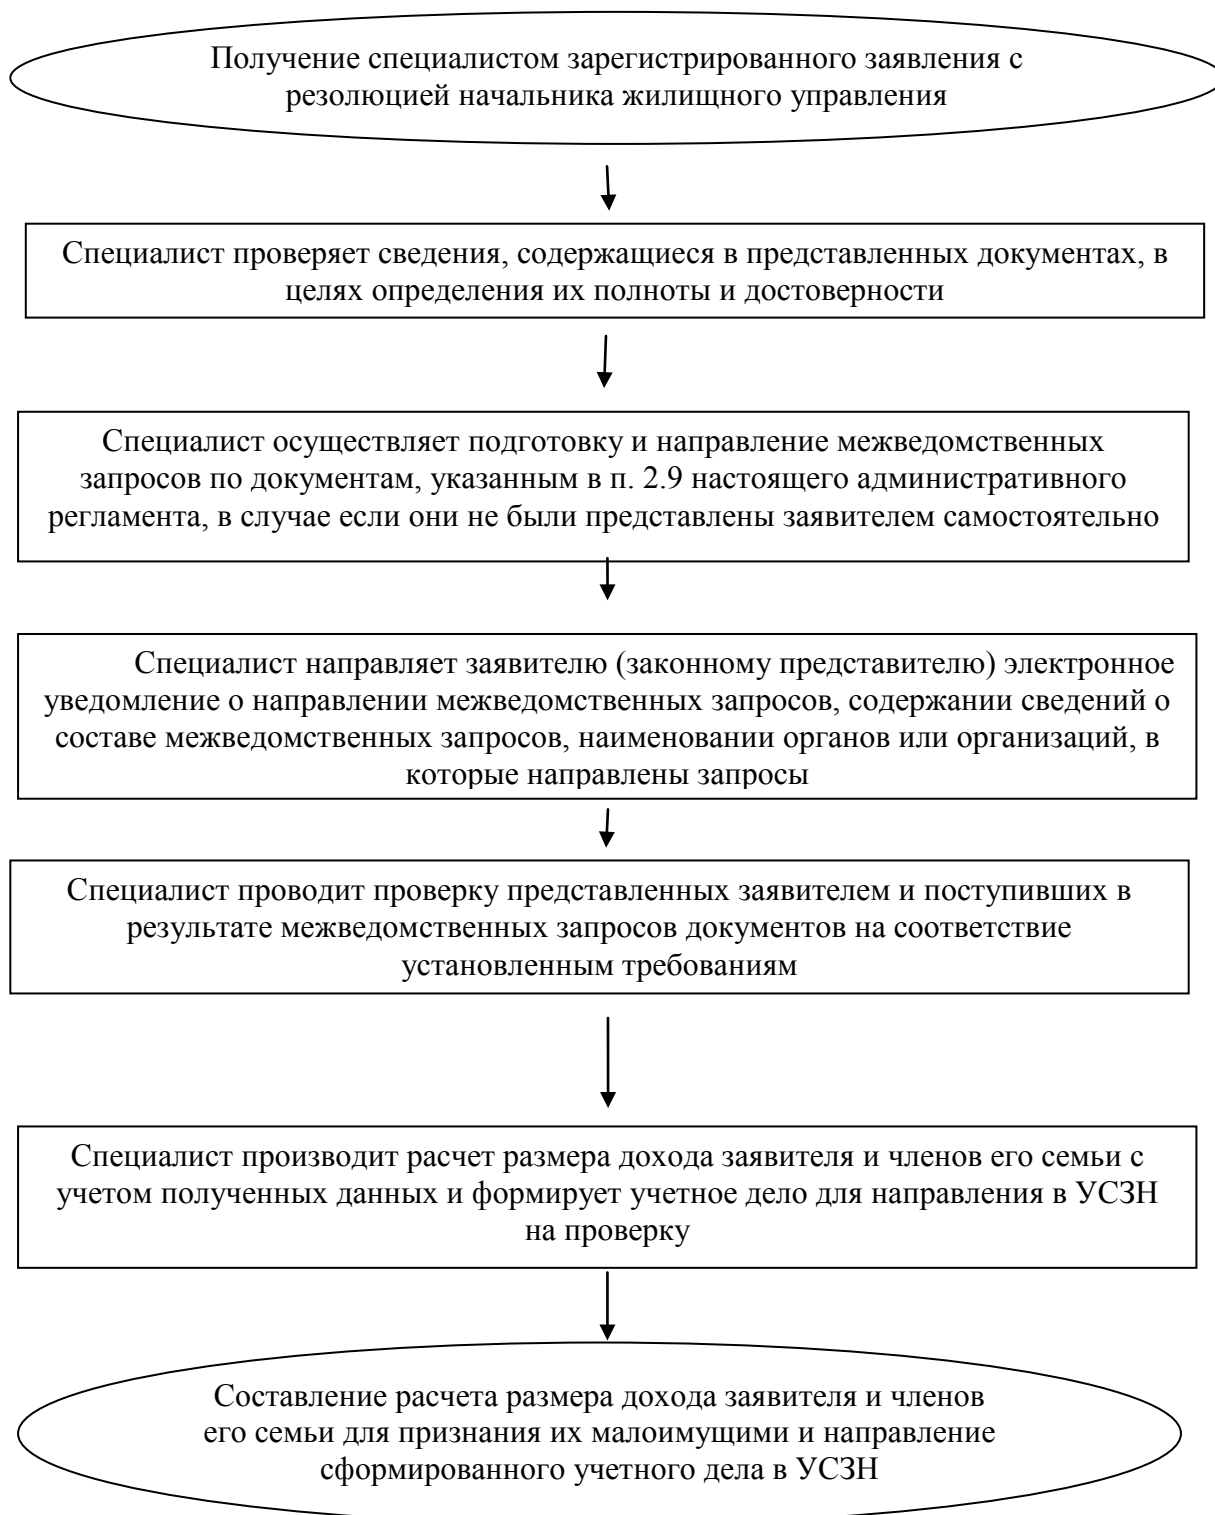 Получение специалистом зарегистрированного заявления с
резолюцией начальника жилищного управления
Специалист проверяет сведения, содержащиеся в представленных документах, в
целях определения их полноты и достоверности
Специалист осуществляет подготовку и направление межведомственных
запросов по документам, указанным в п. 2.9 настоящего административного
регламента, в случае если они не были представлены заявителем самостоятельно
Специалист направляет заявителю (законному представителю) электронное
уведомление о направлении межведомственных запросов, содержании сведений о
составе межведомственных запросов, наименовании органов или организаций, в
которые направлены запросы
Специалист проводит проверку представленных заявителем и поступивших в
результате межведомственных запросов документов на соответствие
установленным требованиям
Специалист производит расчет размера дохода заявителя и членов его семьи с
учетом полученных данных и формирует учетное дело для направления в УСЗН
на проверку
Составление расчета размера дохода заявителя и членов
его семьи для признания их малоимущими и направление
сформированного учетного дела в УСЗН